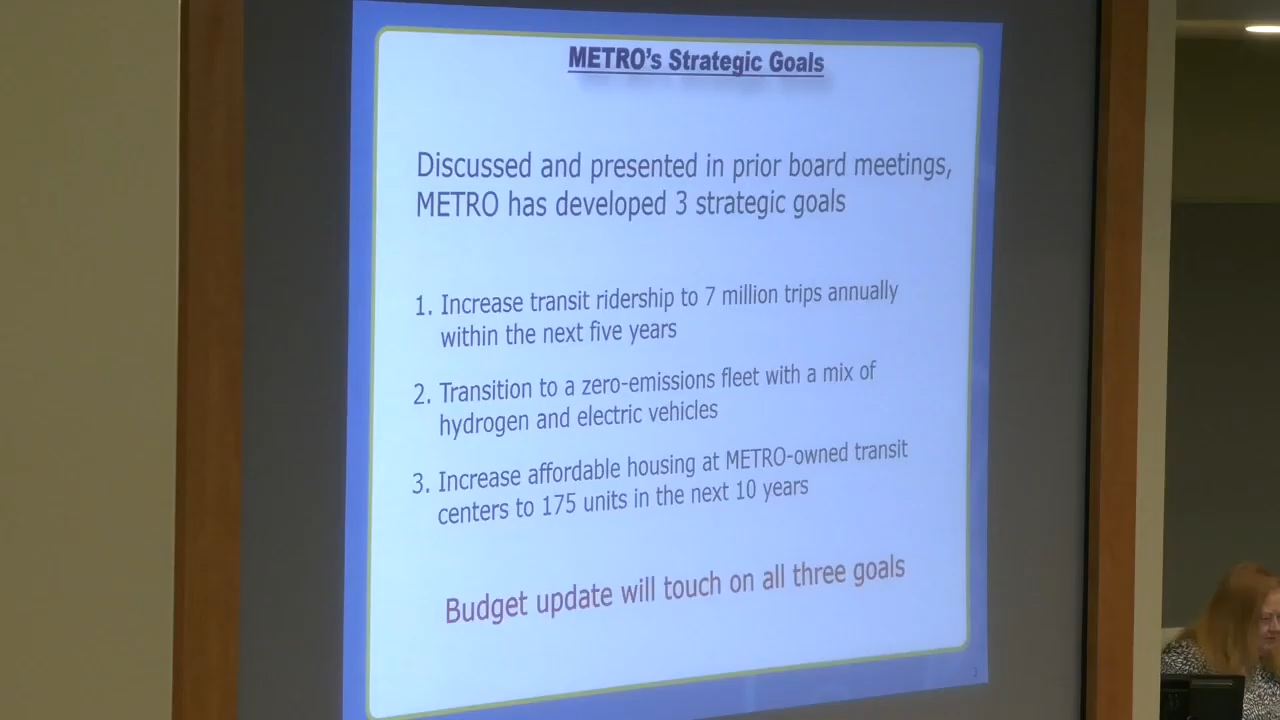 METRO's Strategic Goals
Discussed and presented in prior board meetings,
METRO has developed 3 strategic goals
1. Increase transit ridership to 7 million trips annually
within the next five years
2. Transition to a zero-emissions fleet with a mix of
hydrogen and electric vehicles
3. Increase affordable housing at METRO-owned transit
centers to 175 units in the next 10 years
Budget update will touch on all three goals